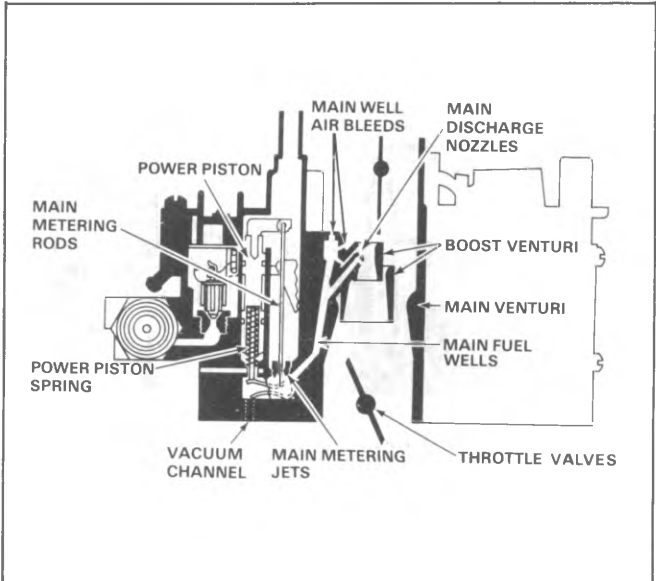 MAIN WELL
AIR BLEEDS
MAIN
DISCHARGE
NOZZLES
POWER PISTON
MAIN
METERING
RODS
BOOST VENTURI
MAIN VENTURI
MAIN FUEL
WELLS
POWER PISTON
SPRING
VACUUM
CHANNEL
MAIN METERING
JETS
THROTTLE VALVES